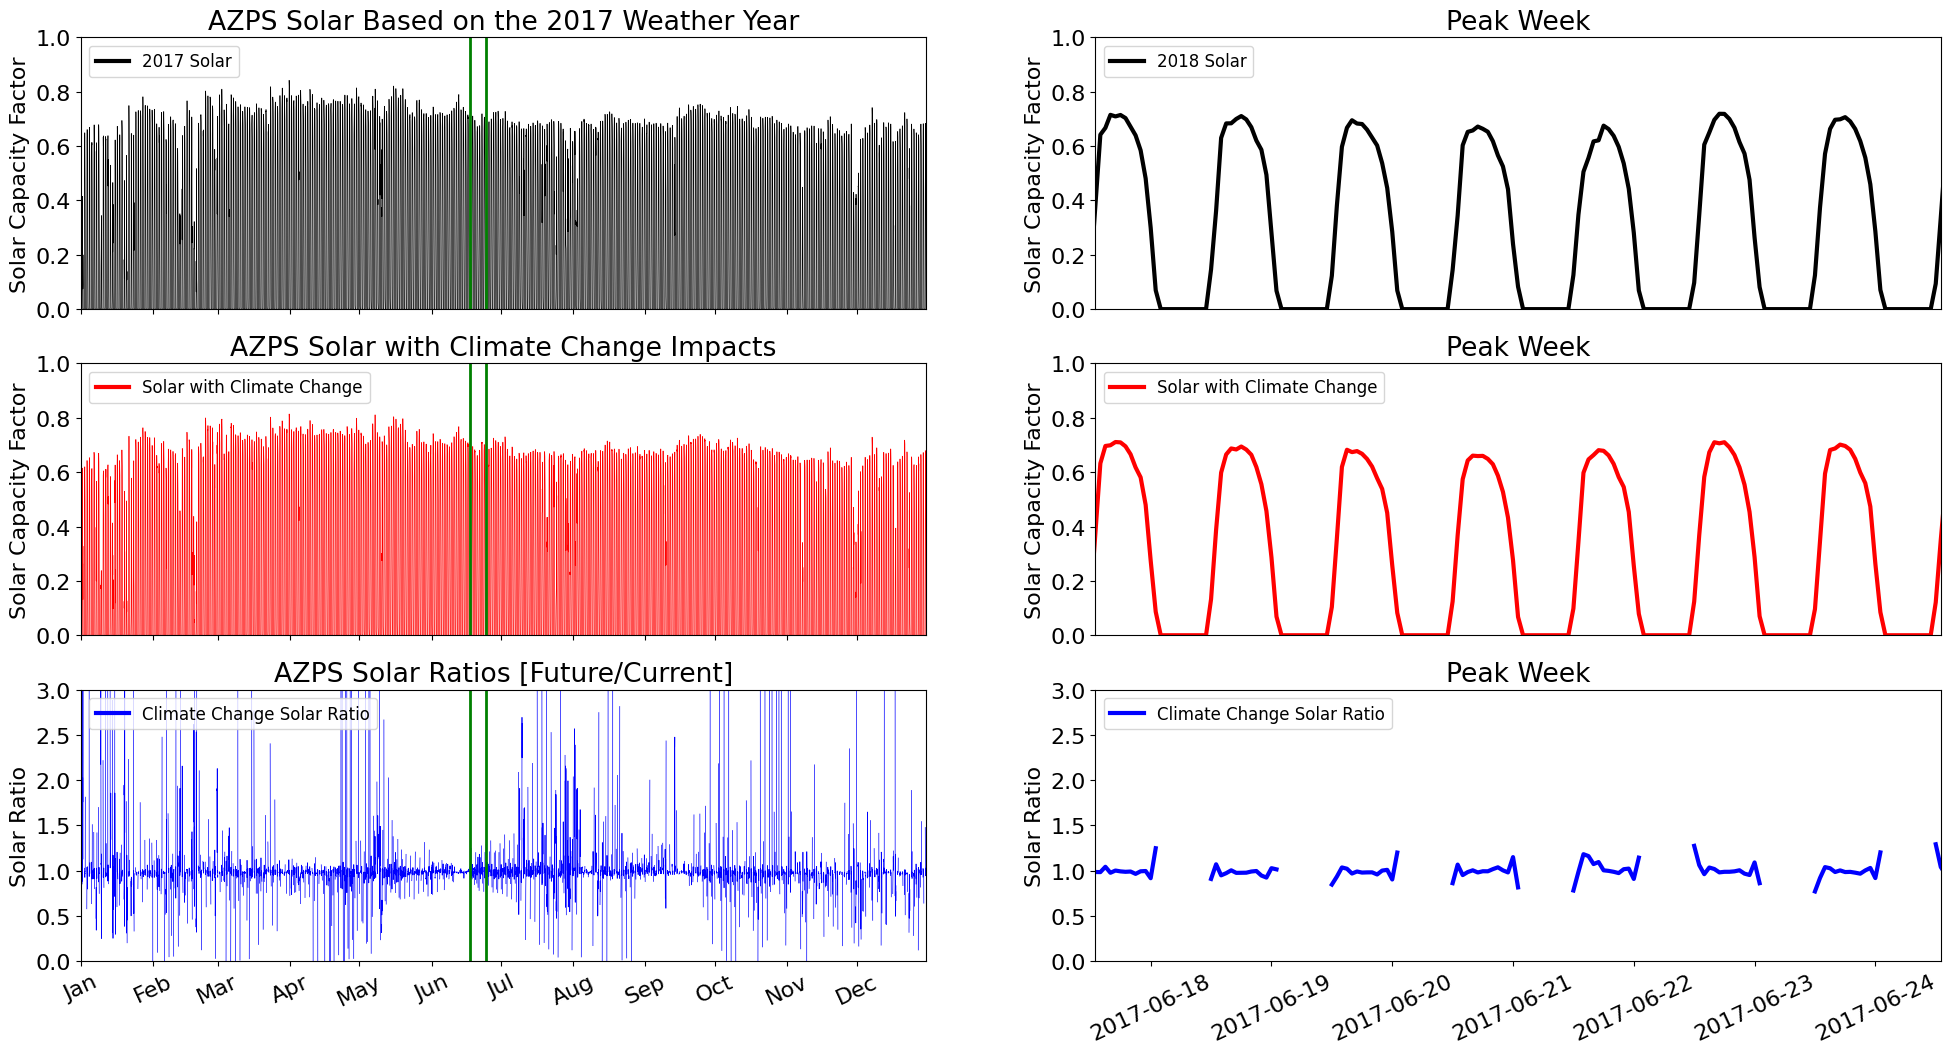 AZPS Solar Based on the 2017 Weather Year
Solar Capacity Factor
1.0
0.8
0.6
0.4
0.2
0.0
2017 Solar
Peak Week
Solar Capacity Factor
1.0
0.8
0.6
0.4
0.2
0.0
2018 Solar
AZPS Solar with Climate Change Impacts
Solar Capacity Factor
1.0
0.8
0.6
0.4
0.2
0.0
Solar with Climate Change
Peak Week
Solar Capacity Factor
1.0
0.8
0.6
0.4
0.2
0.0
Solar with Climate Change
AZPS Solar Ratios [Future/Current]
Solar Ratio
3.0
2.5
2.0
1.5
1.0
0.5
0.0
Climate Change Solar Ratio
Jan
Feb
Mar
Apr
May
Jun
Jul
Aug
Sep
Oct
Nov
Dec
Peak Week
Solar Ratio
3.0
2.5
2.0
1.5
1.0
0.5
0.0
Climate Change Solar Ratio
2017-06-18
2017-06-19
2017-06-20
2017-06-21
2017-06-22
2017-06-23
2017-06-24